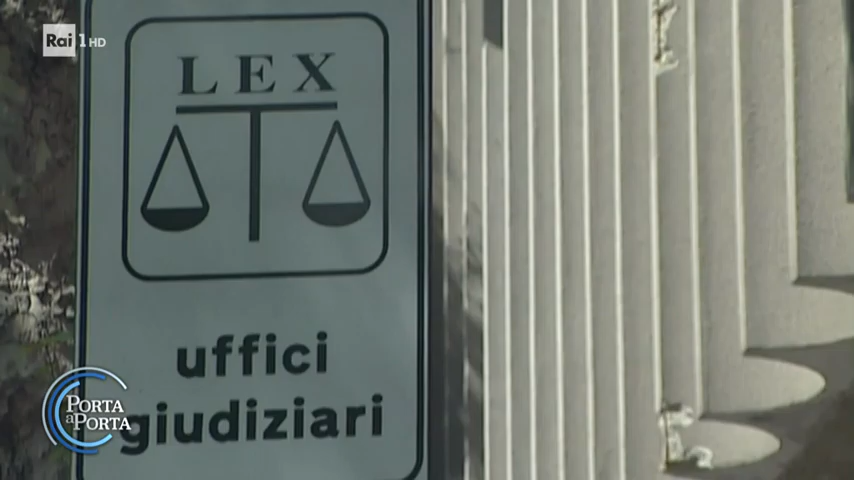 Rai 1 HD
LEX
uffici
giudiziari
PORTA
a PORTA